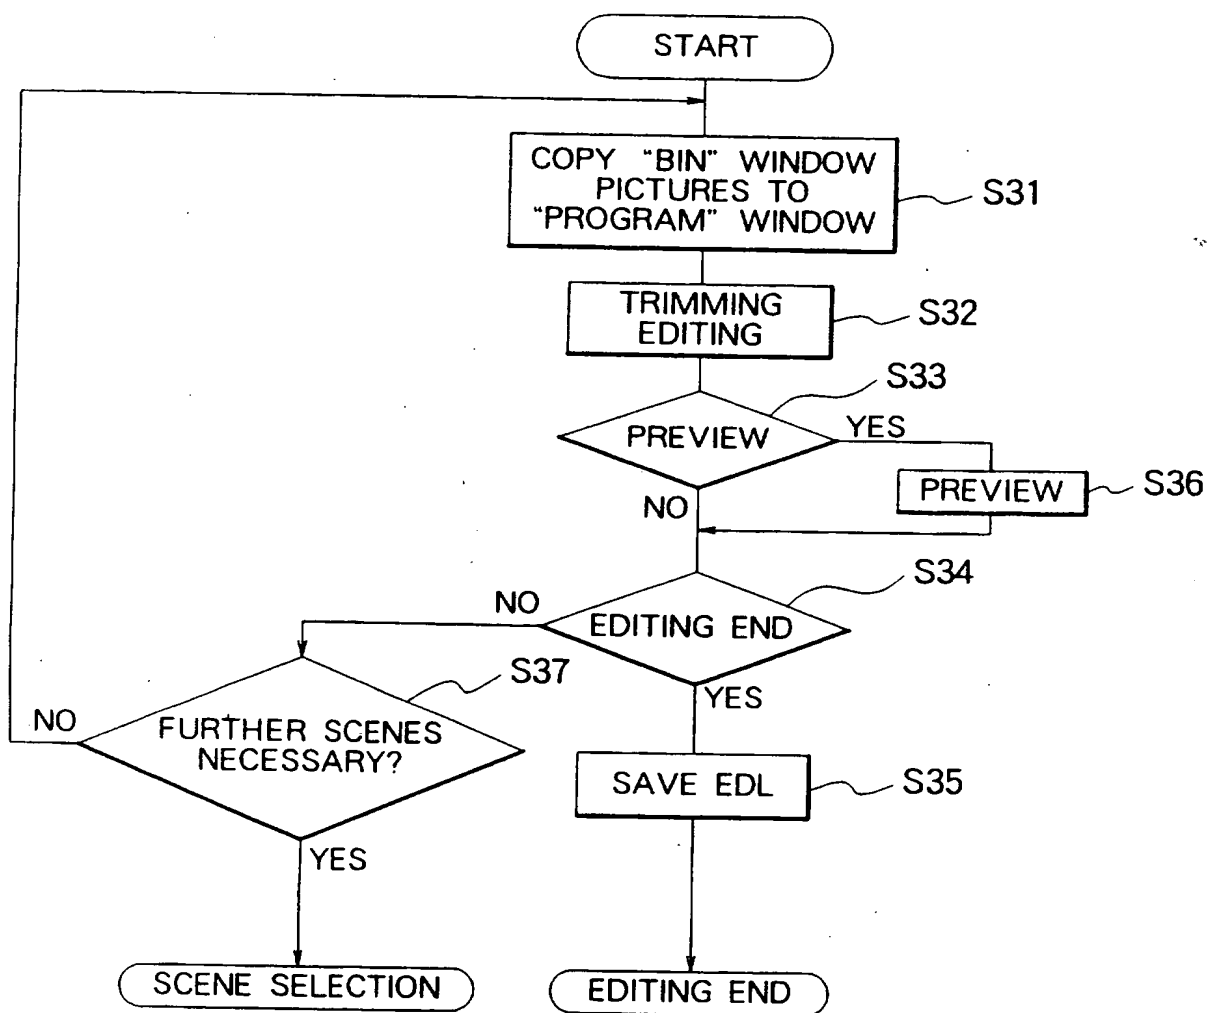 START
COPY "BIN" WINDOW
PICTURES TO
"PROGRAM" WINDOW
S31
TRIMMING
EDITING
S32
S33
PREVIEW
YES
PREVIEW
S36
NO
S34
NO
EDITING END
S37
YES
NO
FURTHER SCENES
NECESSARY?
SAVE EDL
S35
YES
SCENE SELECTION
EDITING END